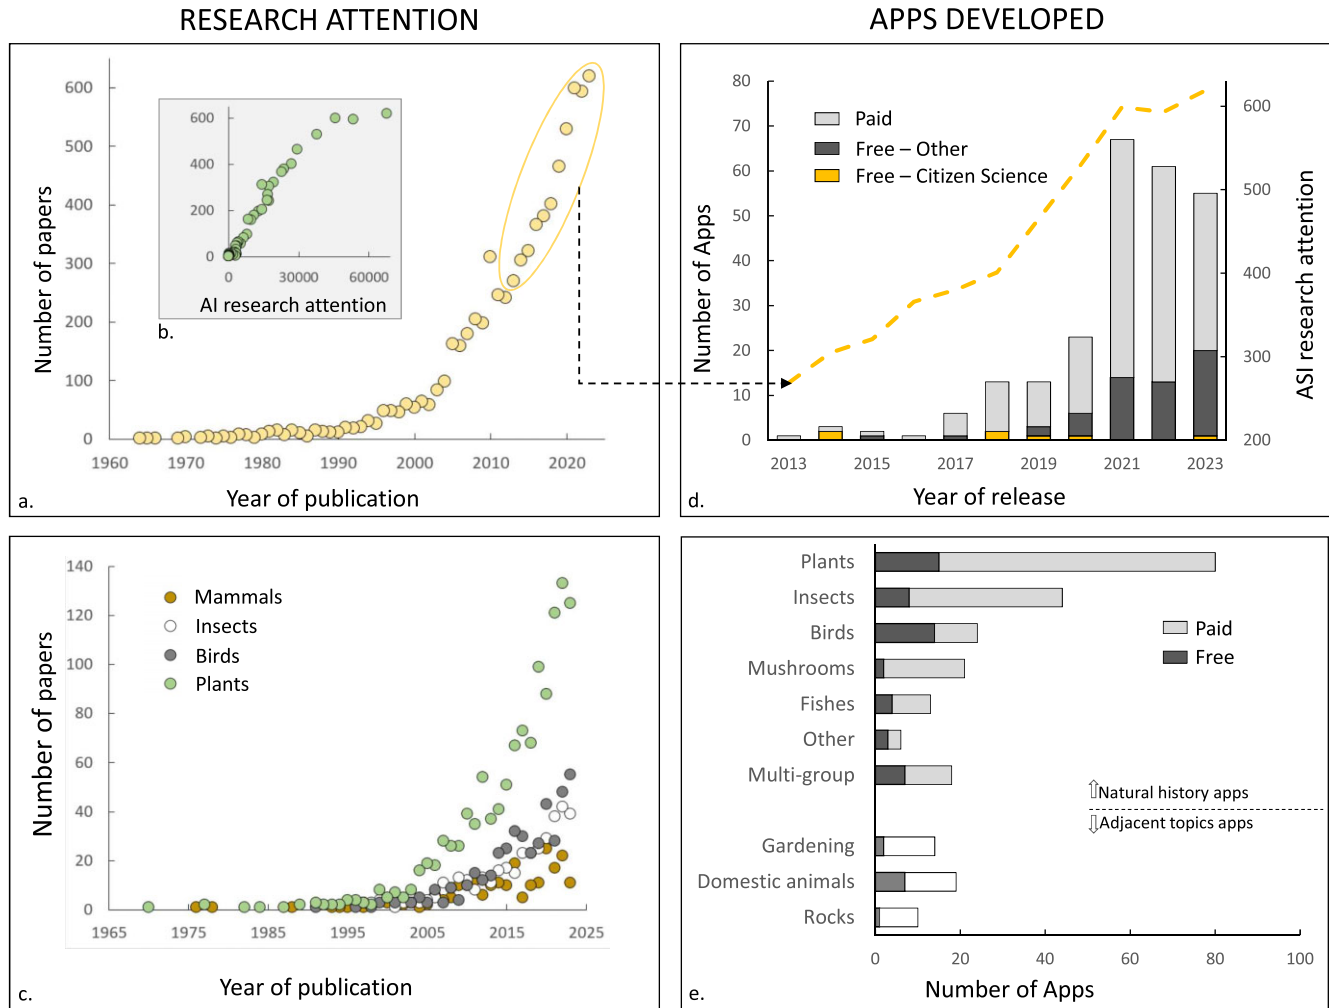 RESEARCH ATTENTION
APPS DEVELOPED
600
500
400
300
200
100
0
1960 1970 1980 1990 2000 2010 2020
Number of papers
Year of publication
a.
600
400
200
0
0 30000 60000
AI research attention
b.
80
70
60
50
40
30
20
10
0
Number of Apps
Paid
Free – Other
Free – Citizen Science
600
500
400
300
200
ASI research attention
2013 2015 2017 2019 2021 2023
Year of release
d.
140
120
100
80
60
40
20
0
Number of papers
Mammals
Insects
Birds
Plants
1965 1975 1985 1995 2005 2015 2025
Year of publication
c.
Plants
Insects
Birds
Mushrooms
Fishes
Other
Multi-group
Gardening
Domestic animals
Rocks
Paid
Free
Natural history apps
Adjacent topics apps
0 20 40 60 80 100
Number of Apps
e.